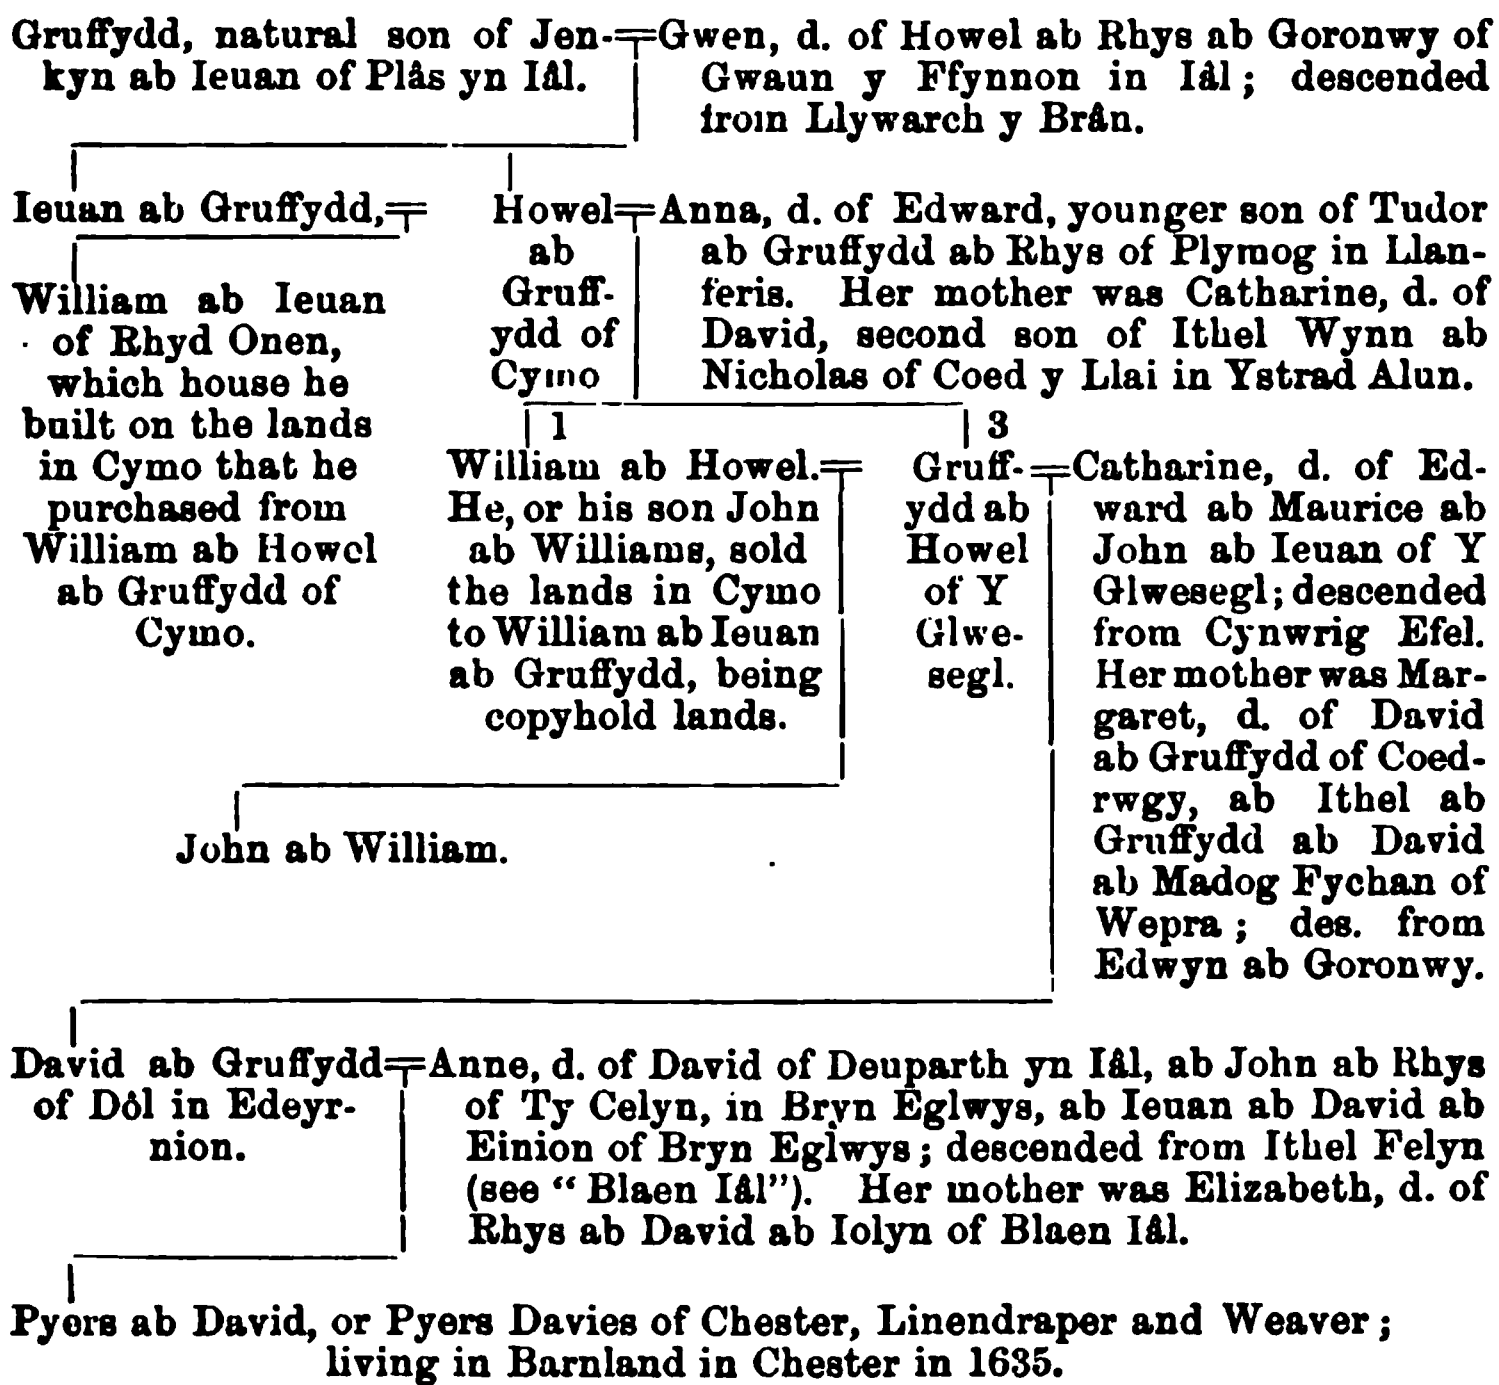 Gruffydd, natural son of Jen-
kyn ab Ieuan of Plâs yn Iâl.
Gwen, d. of Howel ab Rhys ab Goronwy of
Gwaun y Ffynnon in Iâl; descended
from Llywarch y Brân.
Ieuan ab Gruffydd,
William ab Ieuan
of Rhyd Onen,
which house he
built on the lands
in Cymo that he
purchased from
William ab Howel
ab Gruffydd of
Cymo.
Howel
ab
Gruff-
ydd of
Cymo
Anna, d. of Edward, younger son of Tudor
ab Gruffydd ab Rhys of Plymog in Llan-
feris. Her mother was Catharine, d. of
David, second son of Ithel Wynn ab
Nicholas of Coed y Llai in Ystrad Alun.
1
William ab Howel.
He, or his son John
ab Williams, sold
the lands in Cymo
to William ab Ieuan
ab Gruffydd, being
copyhold lands.
3
Gruff-
ydd ab
Howel
of Y
Glwe-
segl.
Catharine, d. of Ed-
ward ab Maurice ab
John ab Ieuan of Y
Glwesegl; descended
from Cynwrig Efel.
Her mother was Mar-
garet, d. of David
ab Gruffydd of Coed-
rwgy, ab Ithel ab
Gruffydd ab David
ab Madog Fychan of
Wepra; des. from
Edwyn ab Goronwy.
John ab William.
David ab Gruffydd
of Dôl in Edeyr-
nion.
Anne, d. of David of Deuparth yn Iâl, ab John ab Rhys
of Ty Celyn, in Bryn Eglwys, ab Ieuan ab David ab
Einion of Bryn Eglwys; descended from Ithel Felyn
(see "Blaen Iâl"). Her mother was Elizabeth, d. of
Rhys ab David ab Iolyn of Blaen Iâl.
Pyers ab David, or Pyers Davies of Chester, Linendraper and Weaver;
living in Barnland in Chester in 1635.